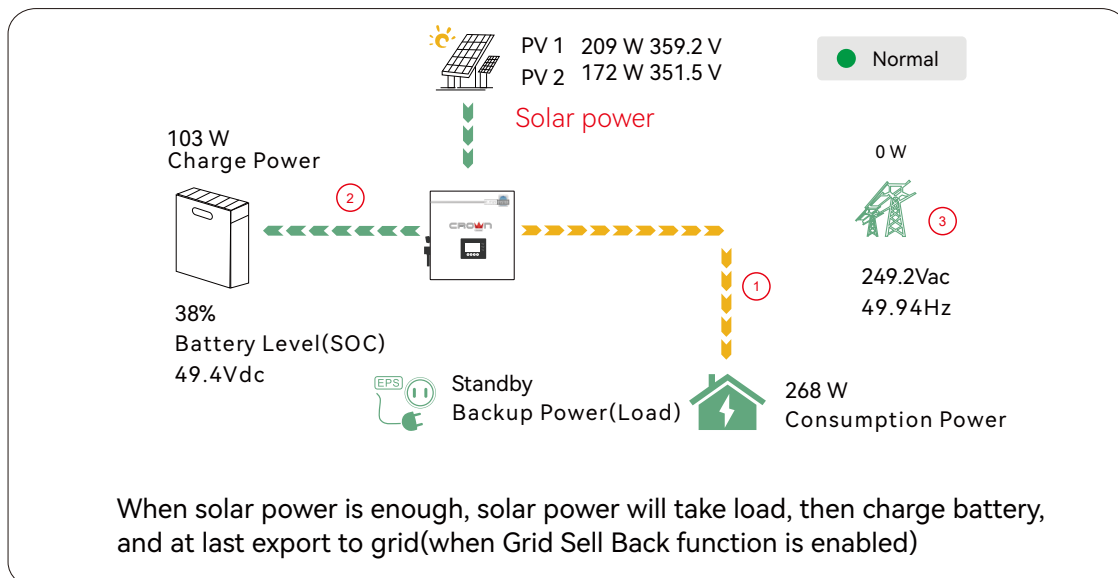 PV 1 209 W 359.2 V
PV 2 172 W 351.5 V
Normal
Solar power
103 W
Charge Power
0 W
2
CROWN
3
1
249.2Vac
49.94Hz
38%
Battery Level(SOC)
49.4Vdc
EPS
Standby
Backup Power(Load)
268 W
Consumption Power
When solar power is enough, solar power will take load, then charge battery,
and at last export to grid(when Grid Sell Back function is enabled)